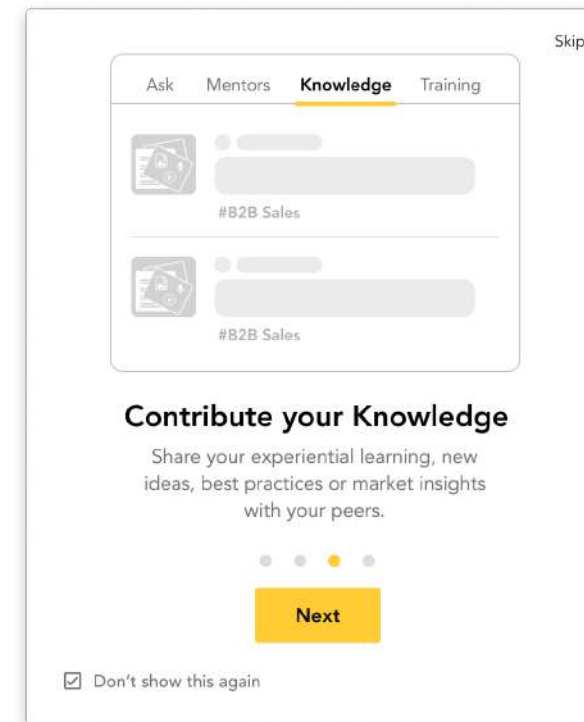 Skip
Ask Mentors Knowledge Training
#B2B Sales
#B2B Sales
Contribute your Knowledge
Share your experiential learning, new
ideas, best practices or market insights
with your peers.
Next
Don't show this again